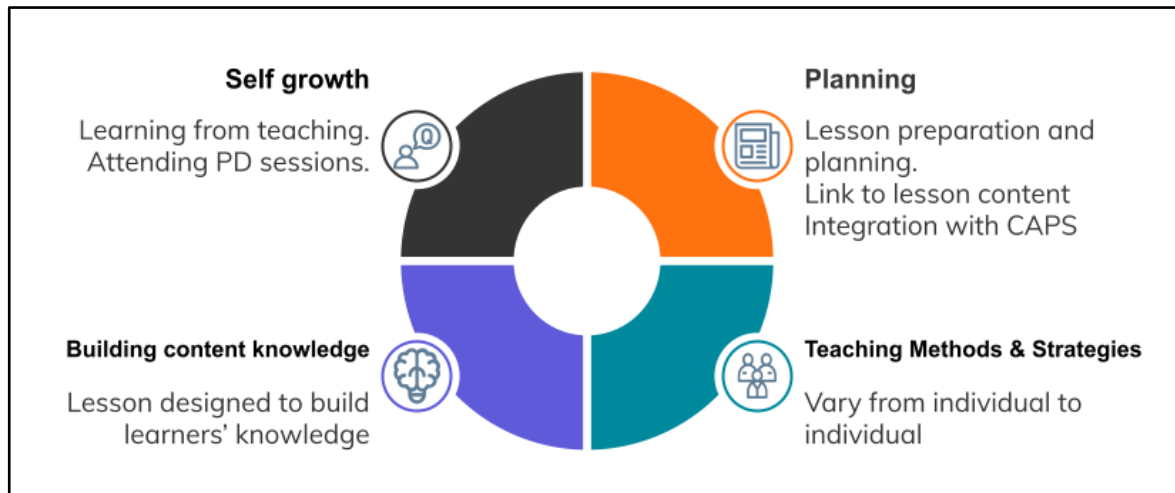 Self growth
Learning from teaching.
Attending PD sessions.
Q
Planning
Lesson preparation and
planning.
Link to lesson content
Integration with CAPS
Building content knowledge
Lesson designed to build
learners’ knowledge
Teaching Methods & Strategies
Vary from individual to
individual